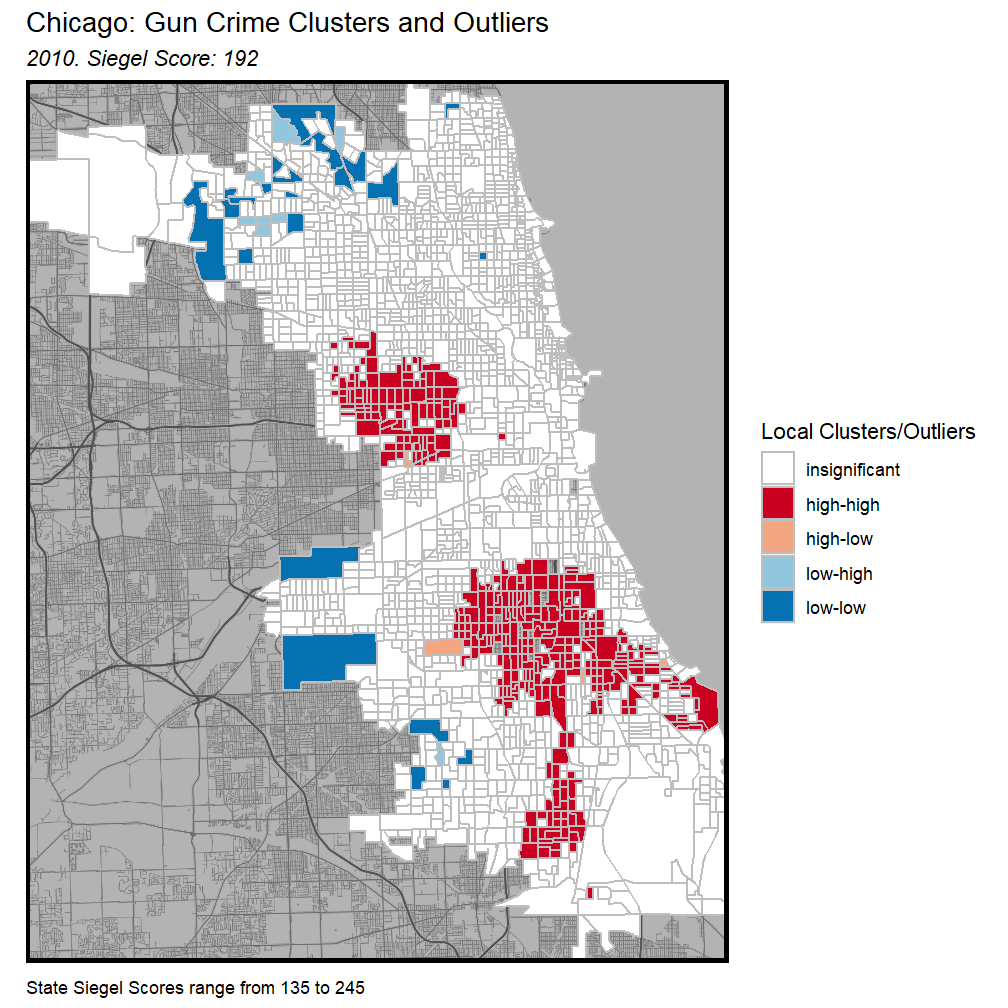 Chicago: Gun Crime Clusters and Outliers
2010. Siegel Score: 192
Local Clusters/Outliers
insignificant
high-high
high-low
low-high
low-low
State Siegel Scores range from 135 to 245